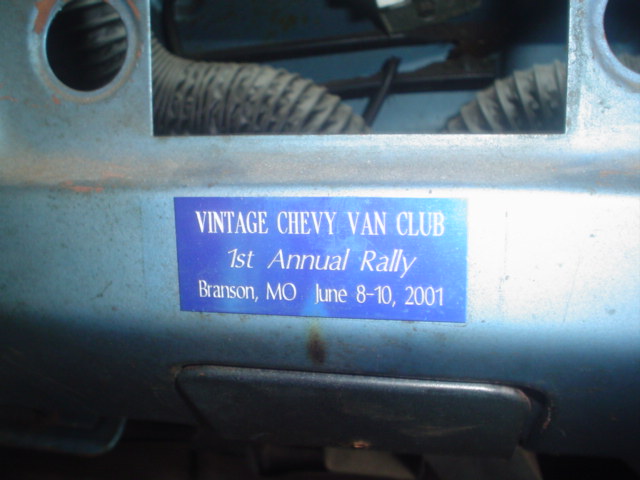 VINTAGE CHEVY VAN CLUB
1st Annual Rally
Branson, MO June 8-10, 2001